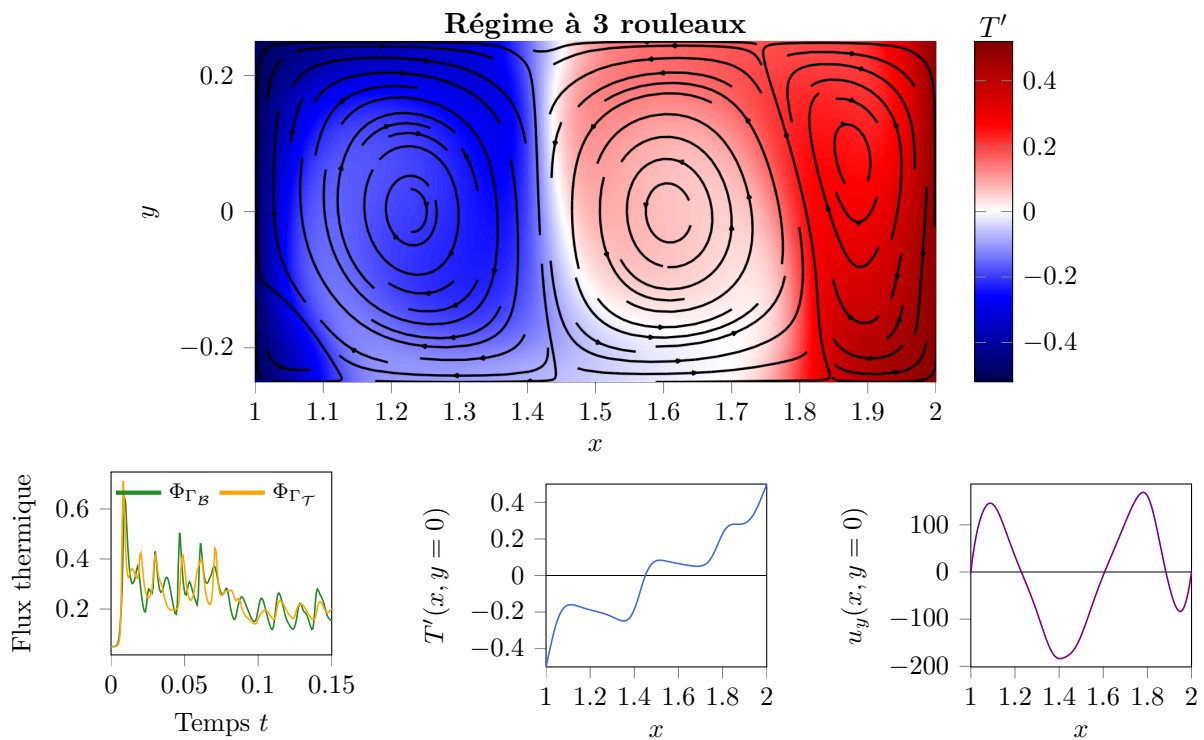 Régime à 3 rouleaux
T′
0.2
0
−0.2
y
1 1.1 1.2 1.3 1.4 1.5 1.6 1.7 1.8 1.9 2
x
0.4
0.2
0
−0.2
−0.4
Flux thermique
0.6
0.4
0.2
Φ_{Γ_ℬ} Φ_{Γ_𝒯}
0 0.05 0.1 0.15
Temps t
T′(x, y = 0)
0.4
0.2
0
−0.2
−0.4
1 1.2 1.4 1.6 1.8 2
x
u_y(x, y = 0)
100
0
−100
−200
1 1.2 1.4 1.6 1.8 2
x